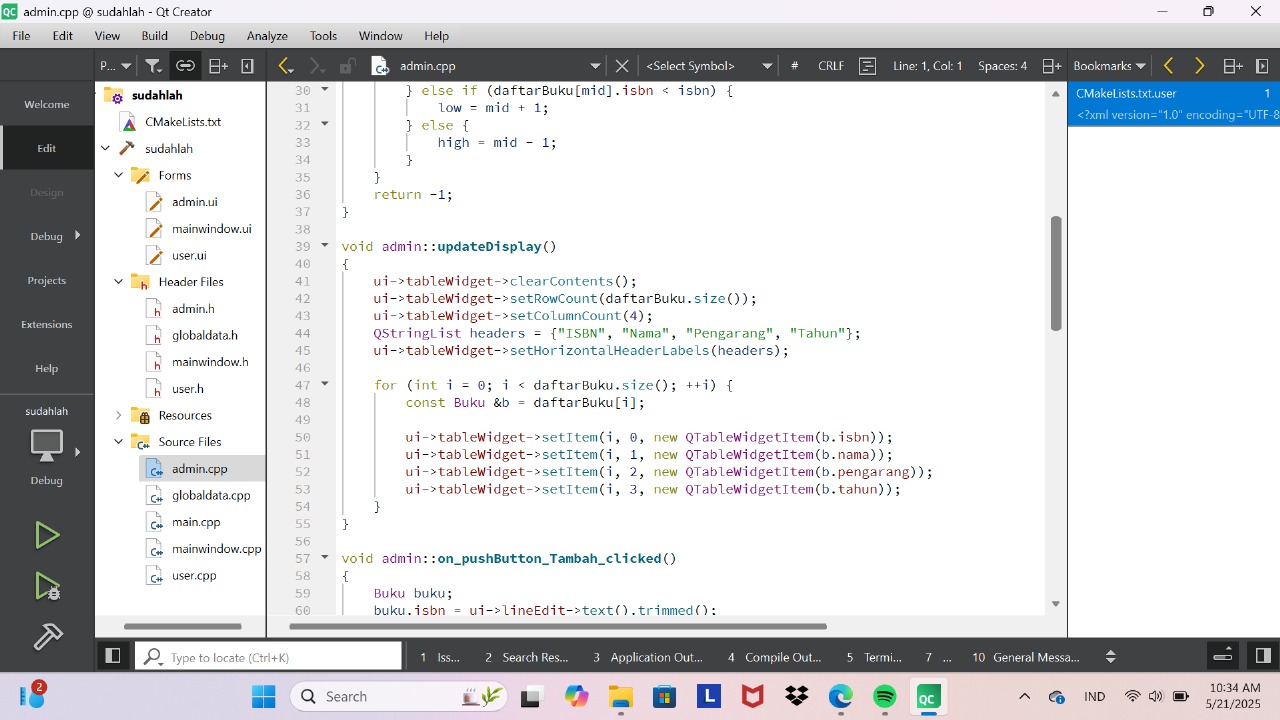 QC admin.cpp @ sudahlah - Qt Creator
File Edit View Build Debug Analyze Tools Window Help
P... admin.cpp <Select Symbol> # CRLF Line: 1, Col: 1 Spaces: 4 Bookmarks
Welcome
Edit
Design
Debug
Projects
Extensions
Help
sudahlah
Debug
sudahlah
CMakeLists.txt
sudahlah
Forms
admin.ui
mainwindow.ui
user.ui
Header Files
admin.h
globaldata.h
mainwindow.h
user.h
Resources
Source Files
admin.cpp
globaldata.cpp
main.cpp
mainwindow.cpp
user.cpp
30 } else if (daftarBuku[mid].isbn < isbn) {
31 low = mid + 1;
32 } else {
33 high = mid - 1;
34 }
35 }
36 return -1;
37 }
38
39 void admin::updateDisplay()
40 {
41 ui->tableWidget->clearContents();
42 ui->tableWidget->setRowCount(daftarBuku.size());
43 ui->tableWidget->setColumnCount(4);
44 QStringList headers = {"ISBN", "Nama", "Pengarang", "Tahun"};
45 ui->tableWidget->setHorizontalHeaderLabels(headers);
46
47 for (int i = 0; i < daftarBuku.size(); ++i) {
48 const Buku &b = daftarBuku[i];
49
50 ui->tableWidget->setItem(i, 0, new QTableWidgetItem(b.isbn));
51 ui->tableWidget->setItem(i, 1, new QTableWidgetItem(b.nama));
52 ui->tableWidget->setItem(i, 2, new QTableWidgetItem(b.pengarang));
53 ui->tableWidget->setItem(i, 3, new QTableWidgetItem(b.tahun));
54 }
55 }
56
57 void admin::on_pushButton_Tambah_clicked()
58 {
59 Buku buku;
60 buku.isbn = ui->lineEdit->text().trimmed();
CMakeLists.txt.user 1
<?xml version="1.0" encoding="UTF-8
Type to locate (Ctrl+K) 1 Iss... 2 Search Res... 3 Application Out... 4 Compile Out... 5 Termi... 7 ... 10 General Messa...
2 Search L QC IND 10:34 AM
5/21/2025